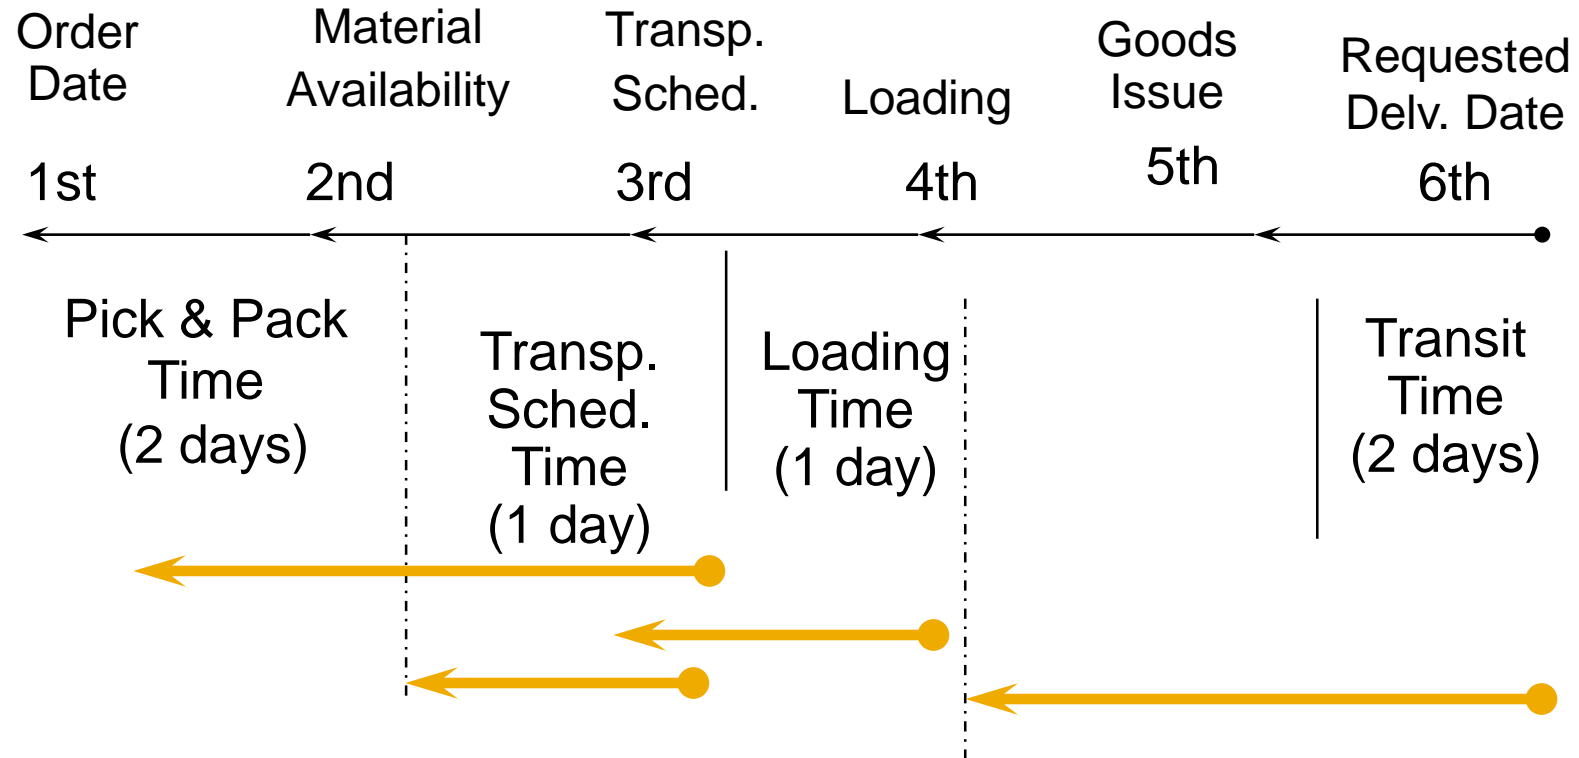 Order
Date
Material
Availability
Transp.
Sched.
Loading
Goods
Issue
Requested
Delv. Date
1st
2nd
3rd
4th
5th
6th
Pick & Pack
Time
(2 days)
Transp.
Sched.
Time
(1 day)
Loading
Time
(1 day)
Transit
Time
(2 days)